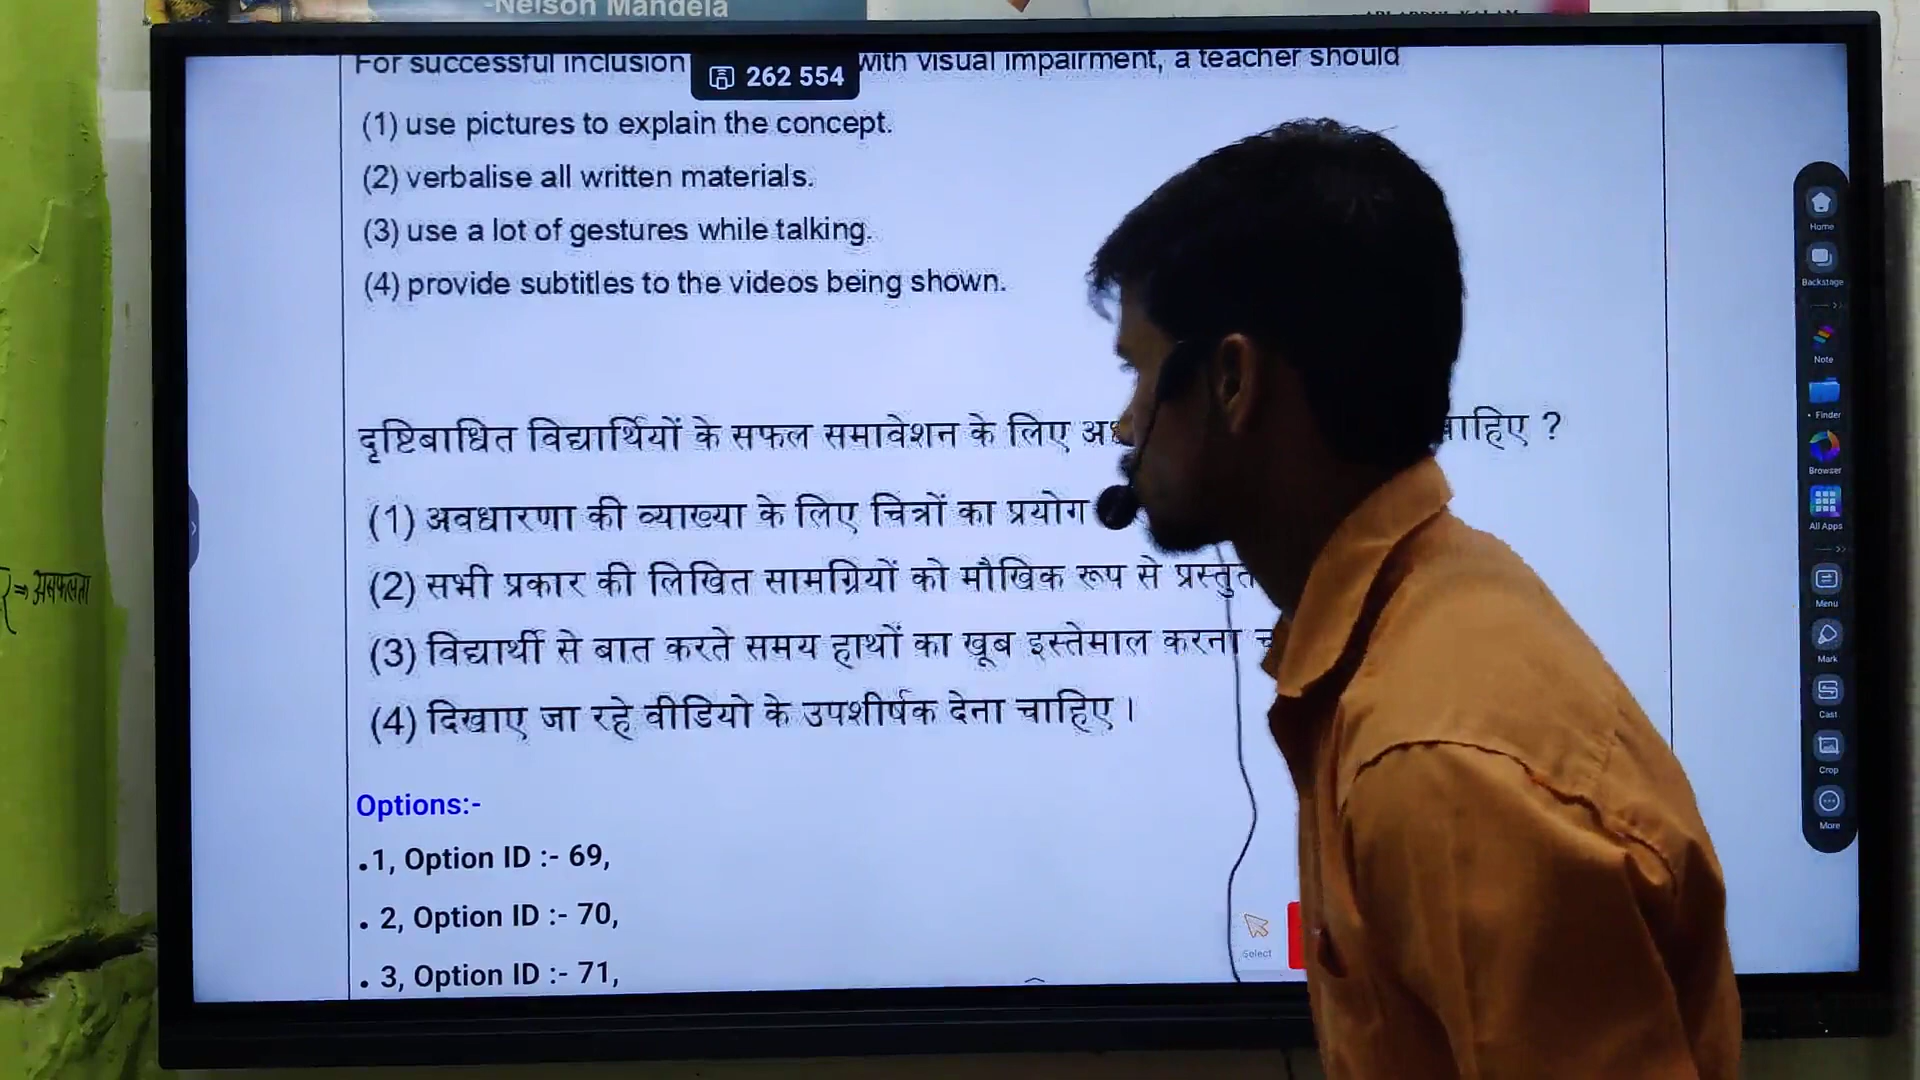 -Nelson Mandela
For successful inclusion with visual impairment, a teacher should
262 554
(1) use pictures to explain the concept.
(2) verbalise all written materials.
(3) use a lot of gestures while talking.
(4) provide subtitles to the videos being shown.
दृष्टिबाधित विद्यार्थियों के सफल समावेशन के लिए ?
(1) अवधारणा की व्याख्या के लिए चित्रों का प्रयोग
(2) सभी प्रकार की लिखित सामग्रियों को मौखिक रूप से प्रस्तुत
(3) विद्यार्थी से बात करते समय हाथों का खूब इस्तेमाल करना
(4) दिखाए जा रहे वीडियो के उपशीर्षक देना चाहिए ।
Options:-
.1, Option ID :- 69,
. 2, Option ID :- 70,
. 3, Option ID :- 71,
Select
Home
Backstage
Note
• Finder
Browser
All Apps
Menu
Mark
Cast
Crop
More